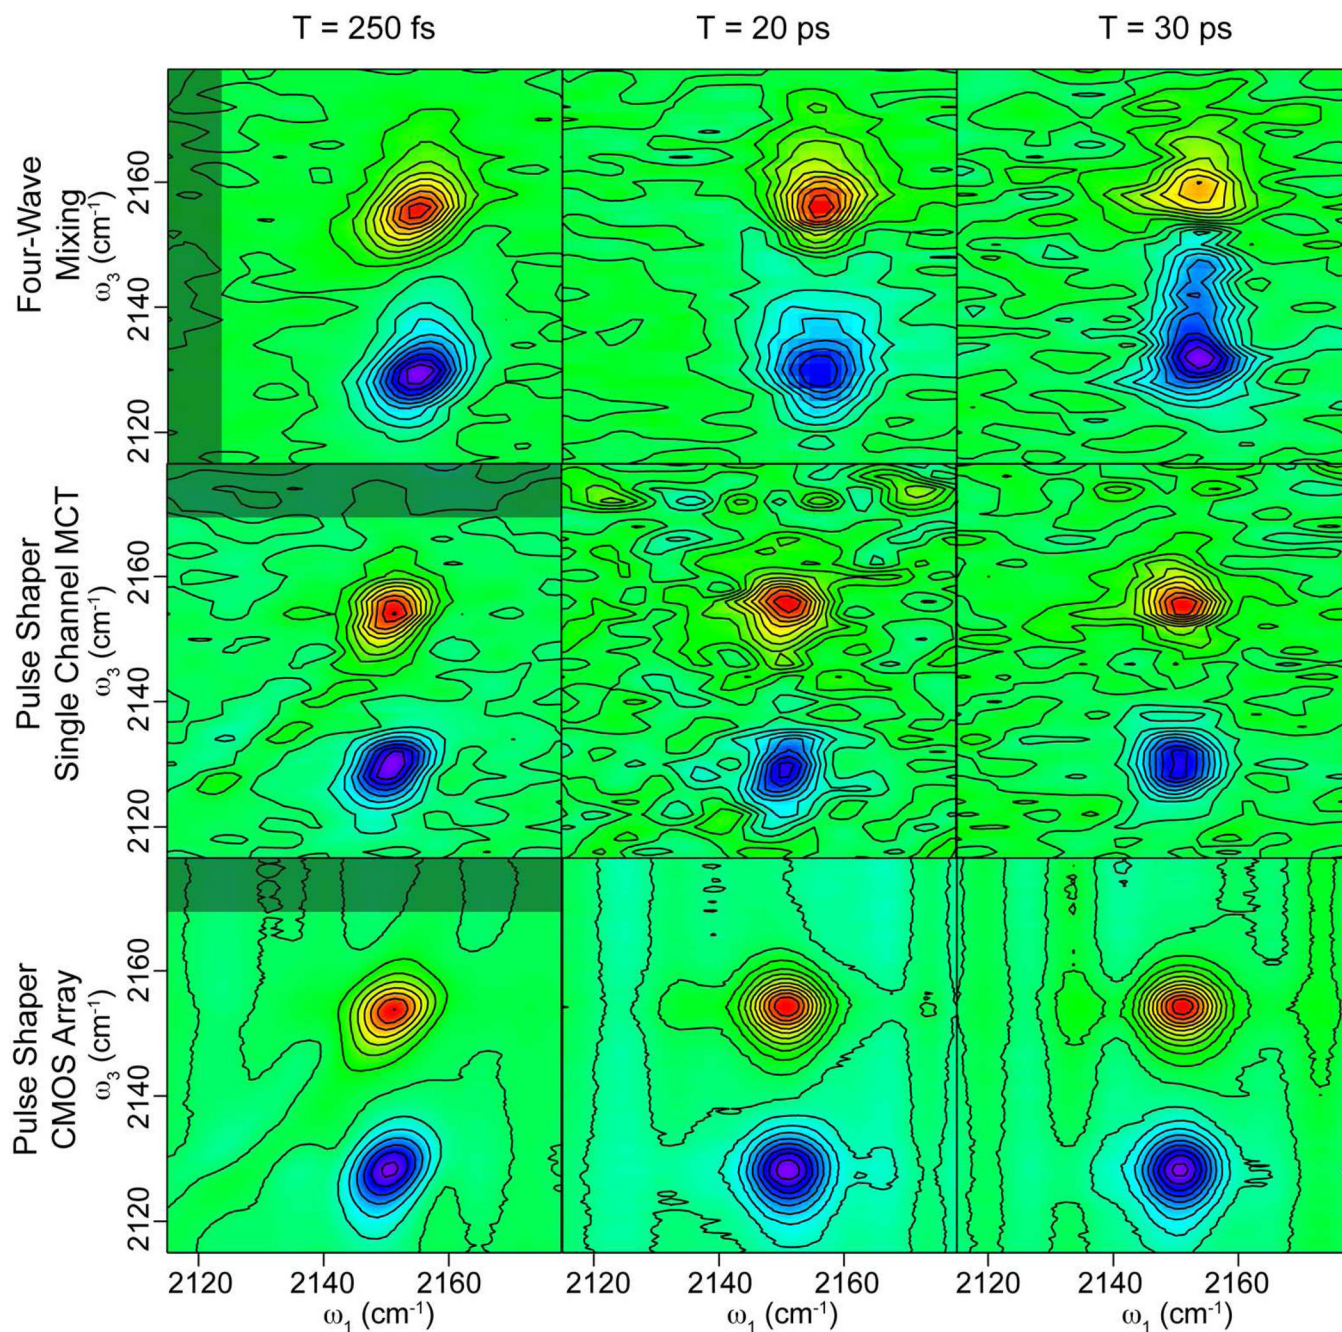 T = 250 fs
T = 20 ps
T = 30 ps
Four-Wave
Mixing
ω₃ (cm⁻¹)
2160
2140
2120
Pulse Shaper
Single Channel MCT
ω₃ (cm⁻¹)
2160
2140
2120
Pulse Shaper
CMOS Array
ω₃ (cm⁻¹)
2160
2140
2120
2120 2140 2160
2120 2140 2160
2120 2140 2160
ω₁ (cm⁻¹)
ω₁ (cm⁻¹)
ω₁ (cm⁻¹)